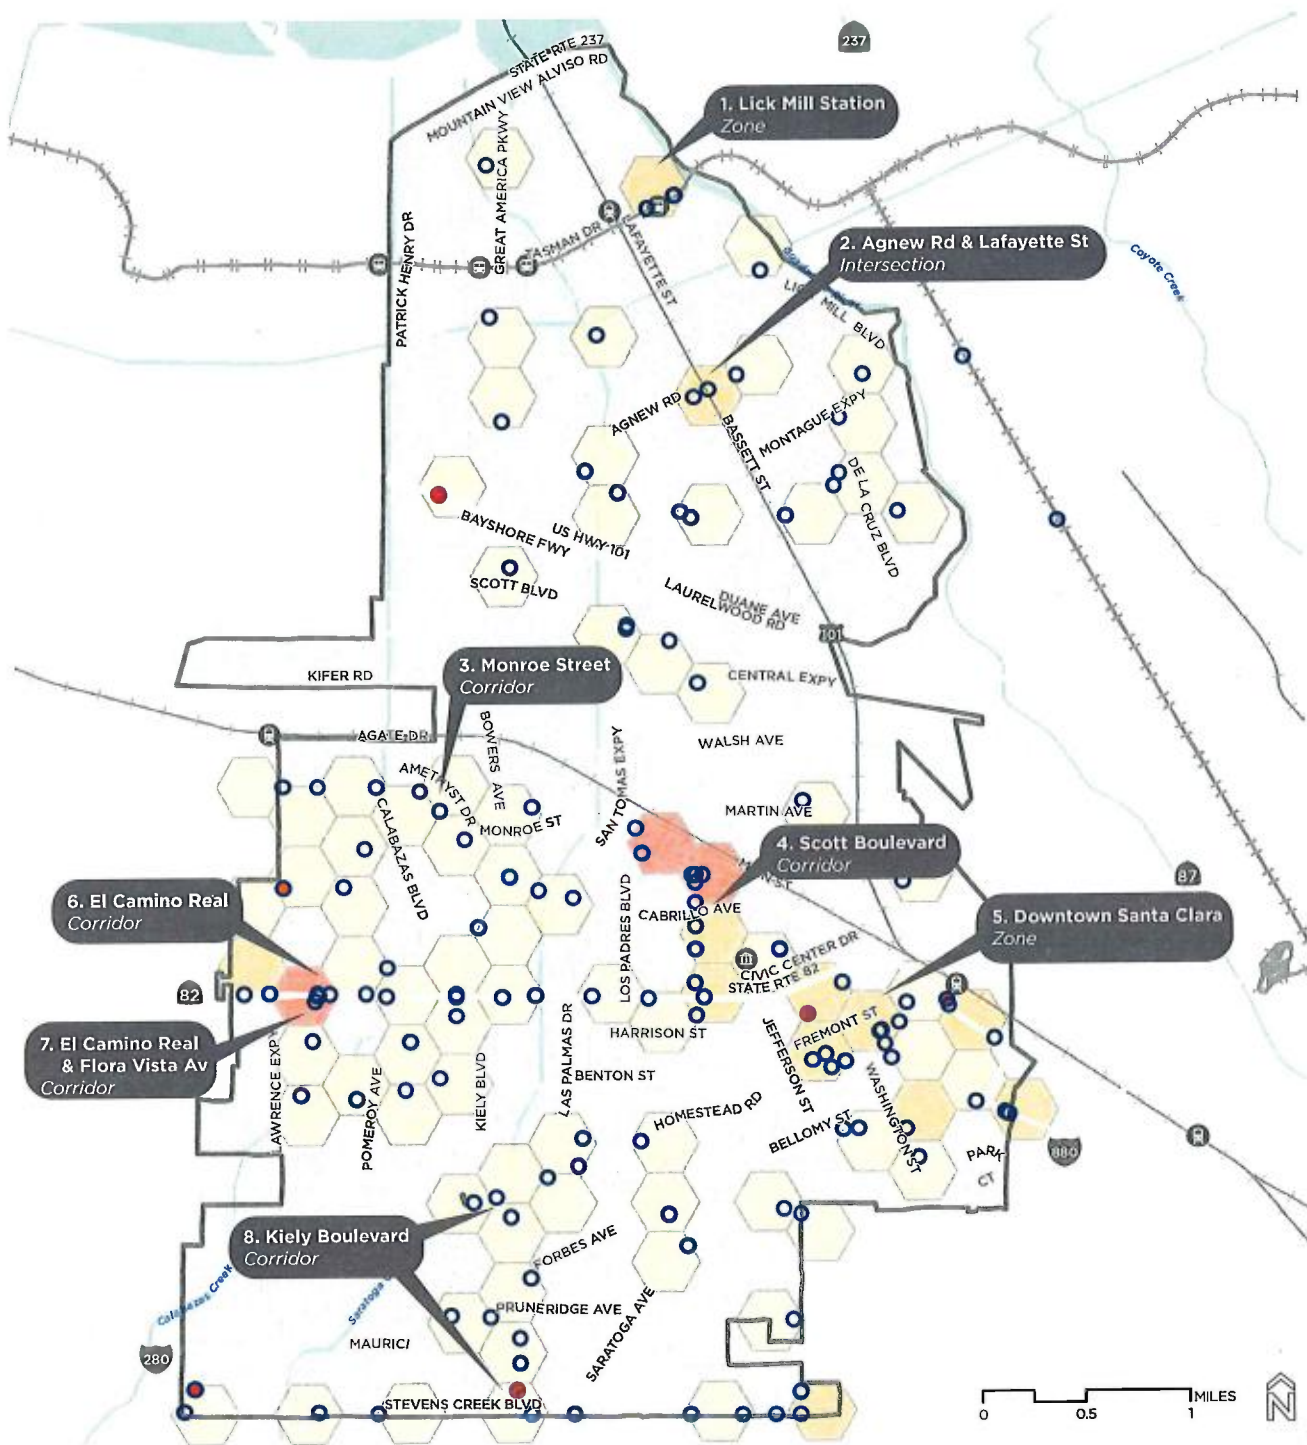 237
STATE RTE 237
MOUNTAIN VIEW ALVISO RD
1. Lick Mill Station
Zone
GREAT AMERICA PKWY
PATRICK HENRY DR
TASMAN DR
LAFAYETTE ST
2. Agnew Rd & Lafayette St
Intersection
Coyote Creek
LICK MILL BLVD
AGNEW RD
BASSETT ST
MONTAGUE EXPY
DE LA CRUZ BLVD
BAYSHORE FWY
US HWY 101
SCOTT BLVD
LAURELWOOD RD
DUANE AVE
101
KIFER RD
3. Monroe Street
Corridor
CENTRAL EXPY
AGATE DR
BOWERS AVE
WALSH AVE
SAN TOMAS EXPY
AMETHYST DR
CALABAZAS BLVD
MONROE ST
MARTIN AVE
4. Scott Boulevard
Corridor
87
6. El Camino Real
Corridor
LOS PADRES BLVD
CABRILLO AVE
5. Downtown Santa Clara
Zone
CIVIC CENTER DR
STATE RTE 82
82
HARRISON ST
FREMONT ST
JEFFERSON ST
7. El Camino Real
& Flora Vista Av
Corridor
LAWRENCE EXPY
POMEROY AVE
KIELY BLVD
LAS PALMAS DR
BENTON ST
WASHINGTON ST
HOMESTEAD RD
BELLOMY ST
PARK
CT
880
8. Kiely Boulevard
Corridor
FORBES AVE
Calabazas Creek
Saratoga
PRUNERIDGE AVE
SARATOGA AVE
MAURICI
280
STEVENS CREEK BLVD
MILES
0
0.5
1
N